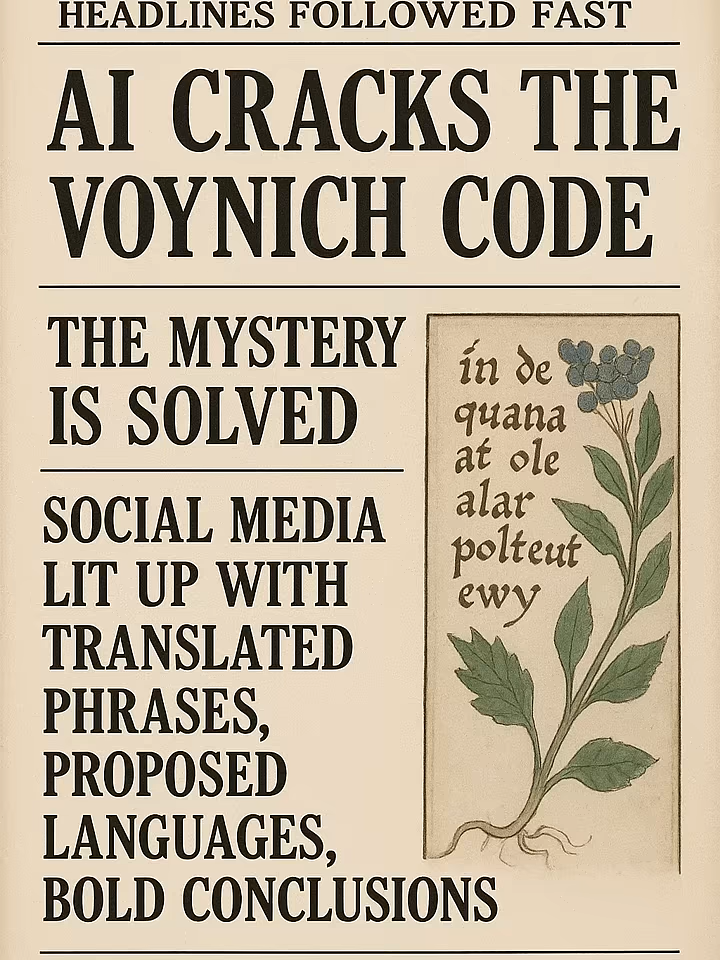 HEADLINES FOLLOWED FAST
AI CRACKS THE
VOYNICH CODE
THE MYSTERY
IS SOLVED
SOCIAL MEDIA
LIT UP WITH
TRANSLATED
PHRASES,
PROPOSED
LANGUAGES,
BOLD CONCLUSIONS
in de
quana
at ole
alar
polteut
ewy